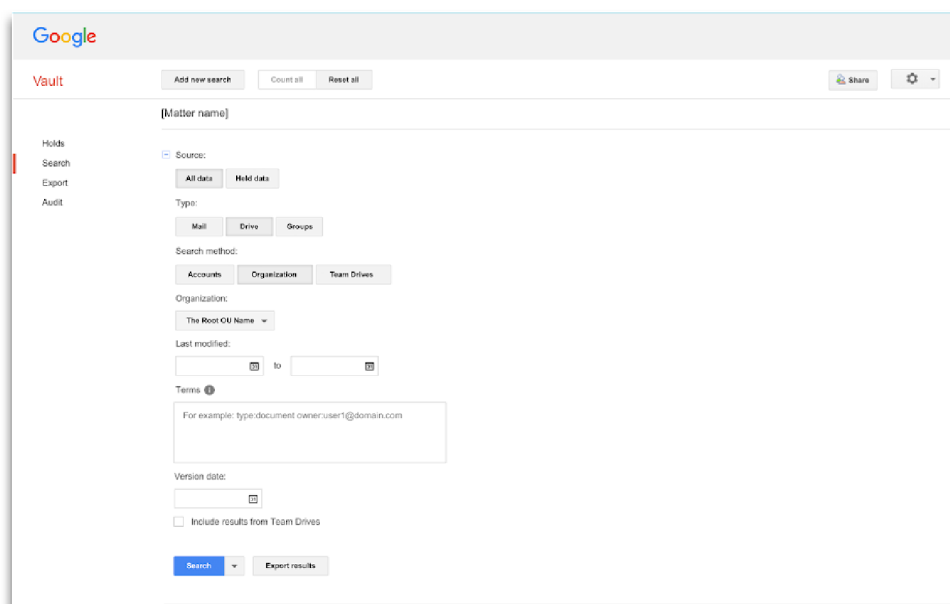 Google
Vault
Add new search
Count all
Reset all
Share
[Matter name]
Holds
Search
Export
Audit
Source:
All data
Held data
Type:
Mail
Drive
Groups
Search method:
Accounts
Organization
Team Drives
Organization:
The Root OU Name
Last modified:
to
Terms
For example: type:document owner:user1@domain.com
Version date:
Include results from Team Drives
Search
Export results